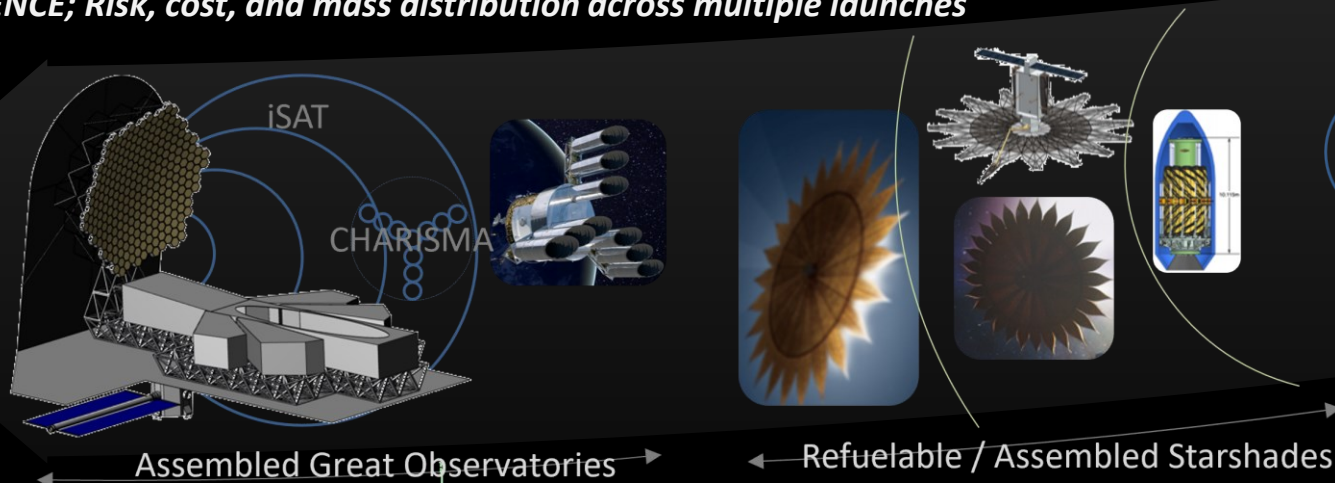 ENCE; Risk, cost, and mass distribution across multiple launches
iSAT
CHARISMA
Assembled Great Observatories
Refuelable / Assembled Starshades